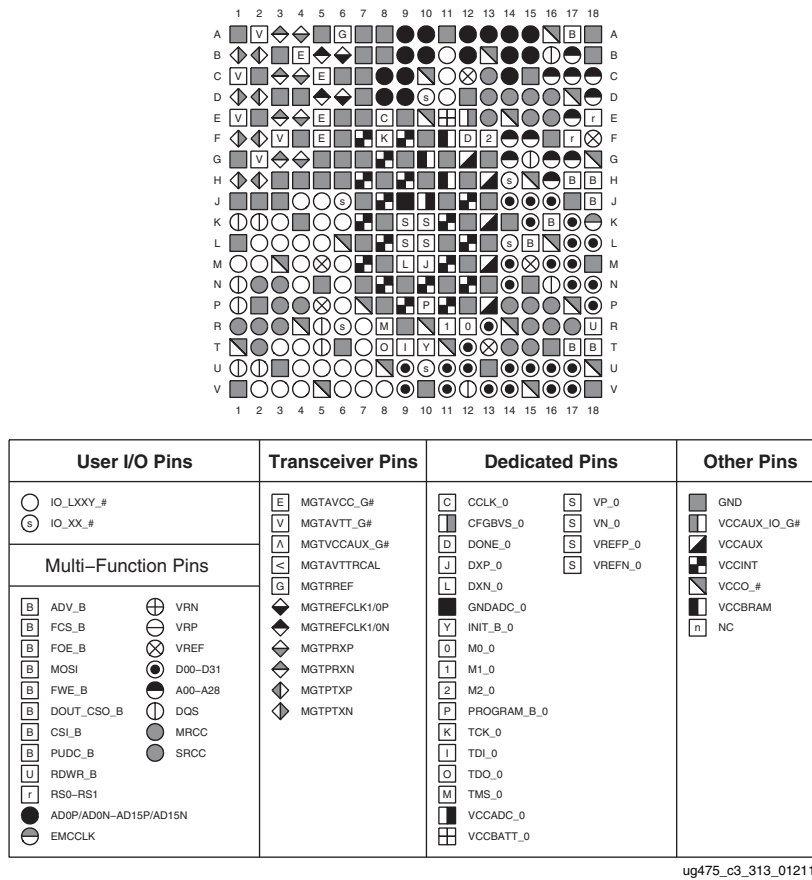 1 2 3 4 5 6 7 8 9 10 11 12 13 14 15 16 17 18
A V G B A
B E B
C V E C
D s D
E V E C r E
F V E K D 2 r F
G V G
H s B B H
J s B J
K S S B K
L S S s B L
M L J M
N N
P P P
R s M 1 0 U R
T O I Y B B T
U s U
V V
1 2 3 4 5 6 7 8 9 10 11 12 13 14 15 16 17 18
User I/O Pins
IO_LXXY_#
s IO_XX_#
Multi–Function Pins
B ADV_B
B FCS_B
B FOE_B
B MOSI
B FWE_B
B DOUT_CSO_B
B CSI_B
B PUDC_B
U RDWR_B
r RS0–RS1
AD0P/AD0N–AD15P/AD15N
EMCCLK
VRN
VRP
VREF
D00–D31
A00–A28
DQS
MRCC
SRCC
Transceiver Pins
E MGTAVCC_G#
V MGTAVTT_G#
MGTVCCAUX_G#
MGTAVTTRCAL
G MGTRREF
MGTREFCLK1/0P
MGTREFCLK1/0N
MGTPRXP
MGTPRXN
MGTPTXP
MGTPTXN
Dedicated Pins
C CCLK_0
CFGBVS_0
D DONE_0
J DXP_0
L DXN_0
GNDADC_0
Y INIT_B_0
0 M0_0
1 M1_0
2 M2_0
P PROGRAM_B_0
K TCK_0
I TDI_0
O TDO_0
M TMS_0
VCCADC_0
VCCBATT_0
S VP_0
S VN_0
S VREFP_0
S VREFN_0
Other Pins
GND
VCCAUX_IO_G#
VCCAUX
VCCINT
VCCO_#
VCCBRAM
n NC
ug475_c3_313_01211